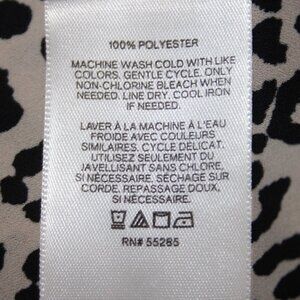 100% POLYESTER
MACHINE WASH COLD WITH LIKE
COLORS. GENTLE CYCLE. ONLY
NON-CHLORINE BLEACH WHEN
NEEDED. LINE DRY. COOL IRON
IF NEEDED.
LAVER À LA MACHINE À L'EAU
FROIDE AVEC COULEURS
SIMILAIRES. CYCLE DELICAT.
UTILISEZ SEULEMENT DU
JAVELLISANT SANS CHLORE,
SI NÉCESSAIRE. SÉCHAGE SUR
CORDE. REPASSAGE DOUX,
SI NÉCESSAIRE.
RN# 55285